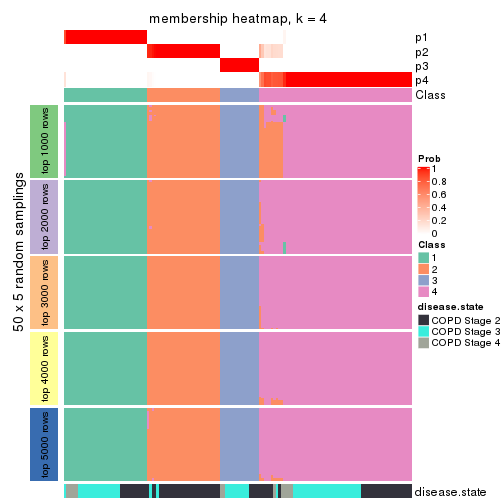 membership heatmap, k = 4
p1
p2
p3
p4
Class
50 x 5 random samplings
top 1000 rows
top 2000 rows
top 3000 rows
top 4000 rows
top 5000 rows
Prob
1
0.8
0.6
0.4
0.2
0
Class
1
2
3
4
disease.state
COPD Stage 2
COPD Stage 3
COPD Stage 4
disease.state